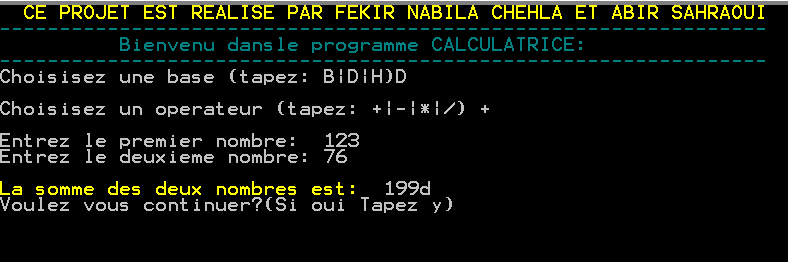 CE PROJET EST REALISE PAR FEKIR NABILA CHEHLA ET ABIR SAHRAOUI
Bienvenu dansle programme CALCULATRICE:
Choisisez une base (tapez: B|D|H)D
Choisisez un operateur (tapez: +|-|*|/) +
Entrez le premier nombre: 123
Entrez le deuxieme nombre: 76
La somme des deux nombres est: 199d
Voulez vous continuer?(Si oui Tapez y)